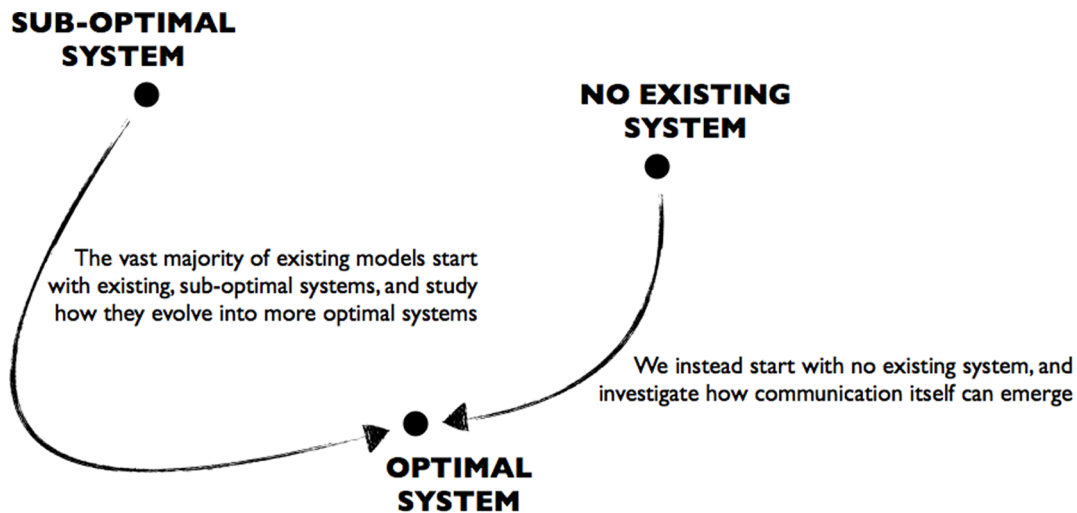 SUB-OPTIMAL
SYSTEM
NO EXISTING
SYSTEM
The vast majority of existing models start
with existing, sub-optimal systems, and study
how they evolve into more optimal systems
We instead start with no existing system, and
investigate how communication itself can emerge
OPTIMAL
SYSTEM